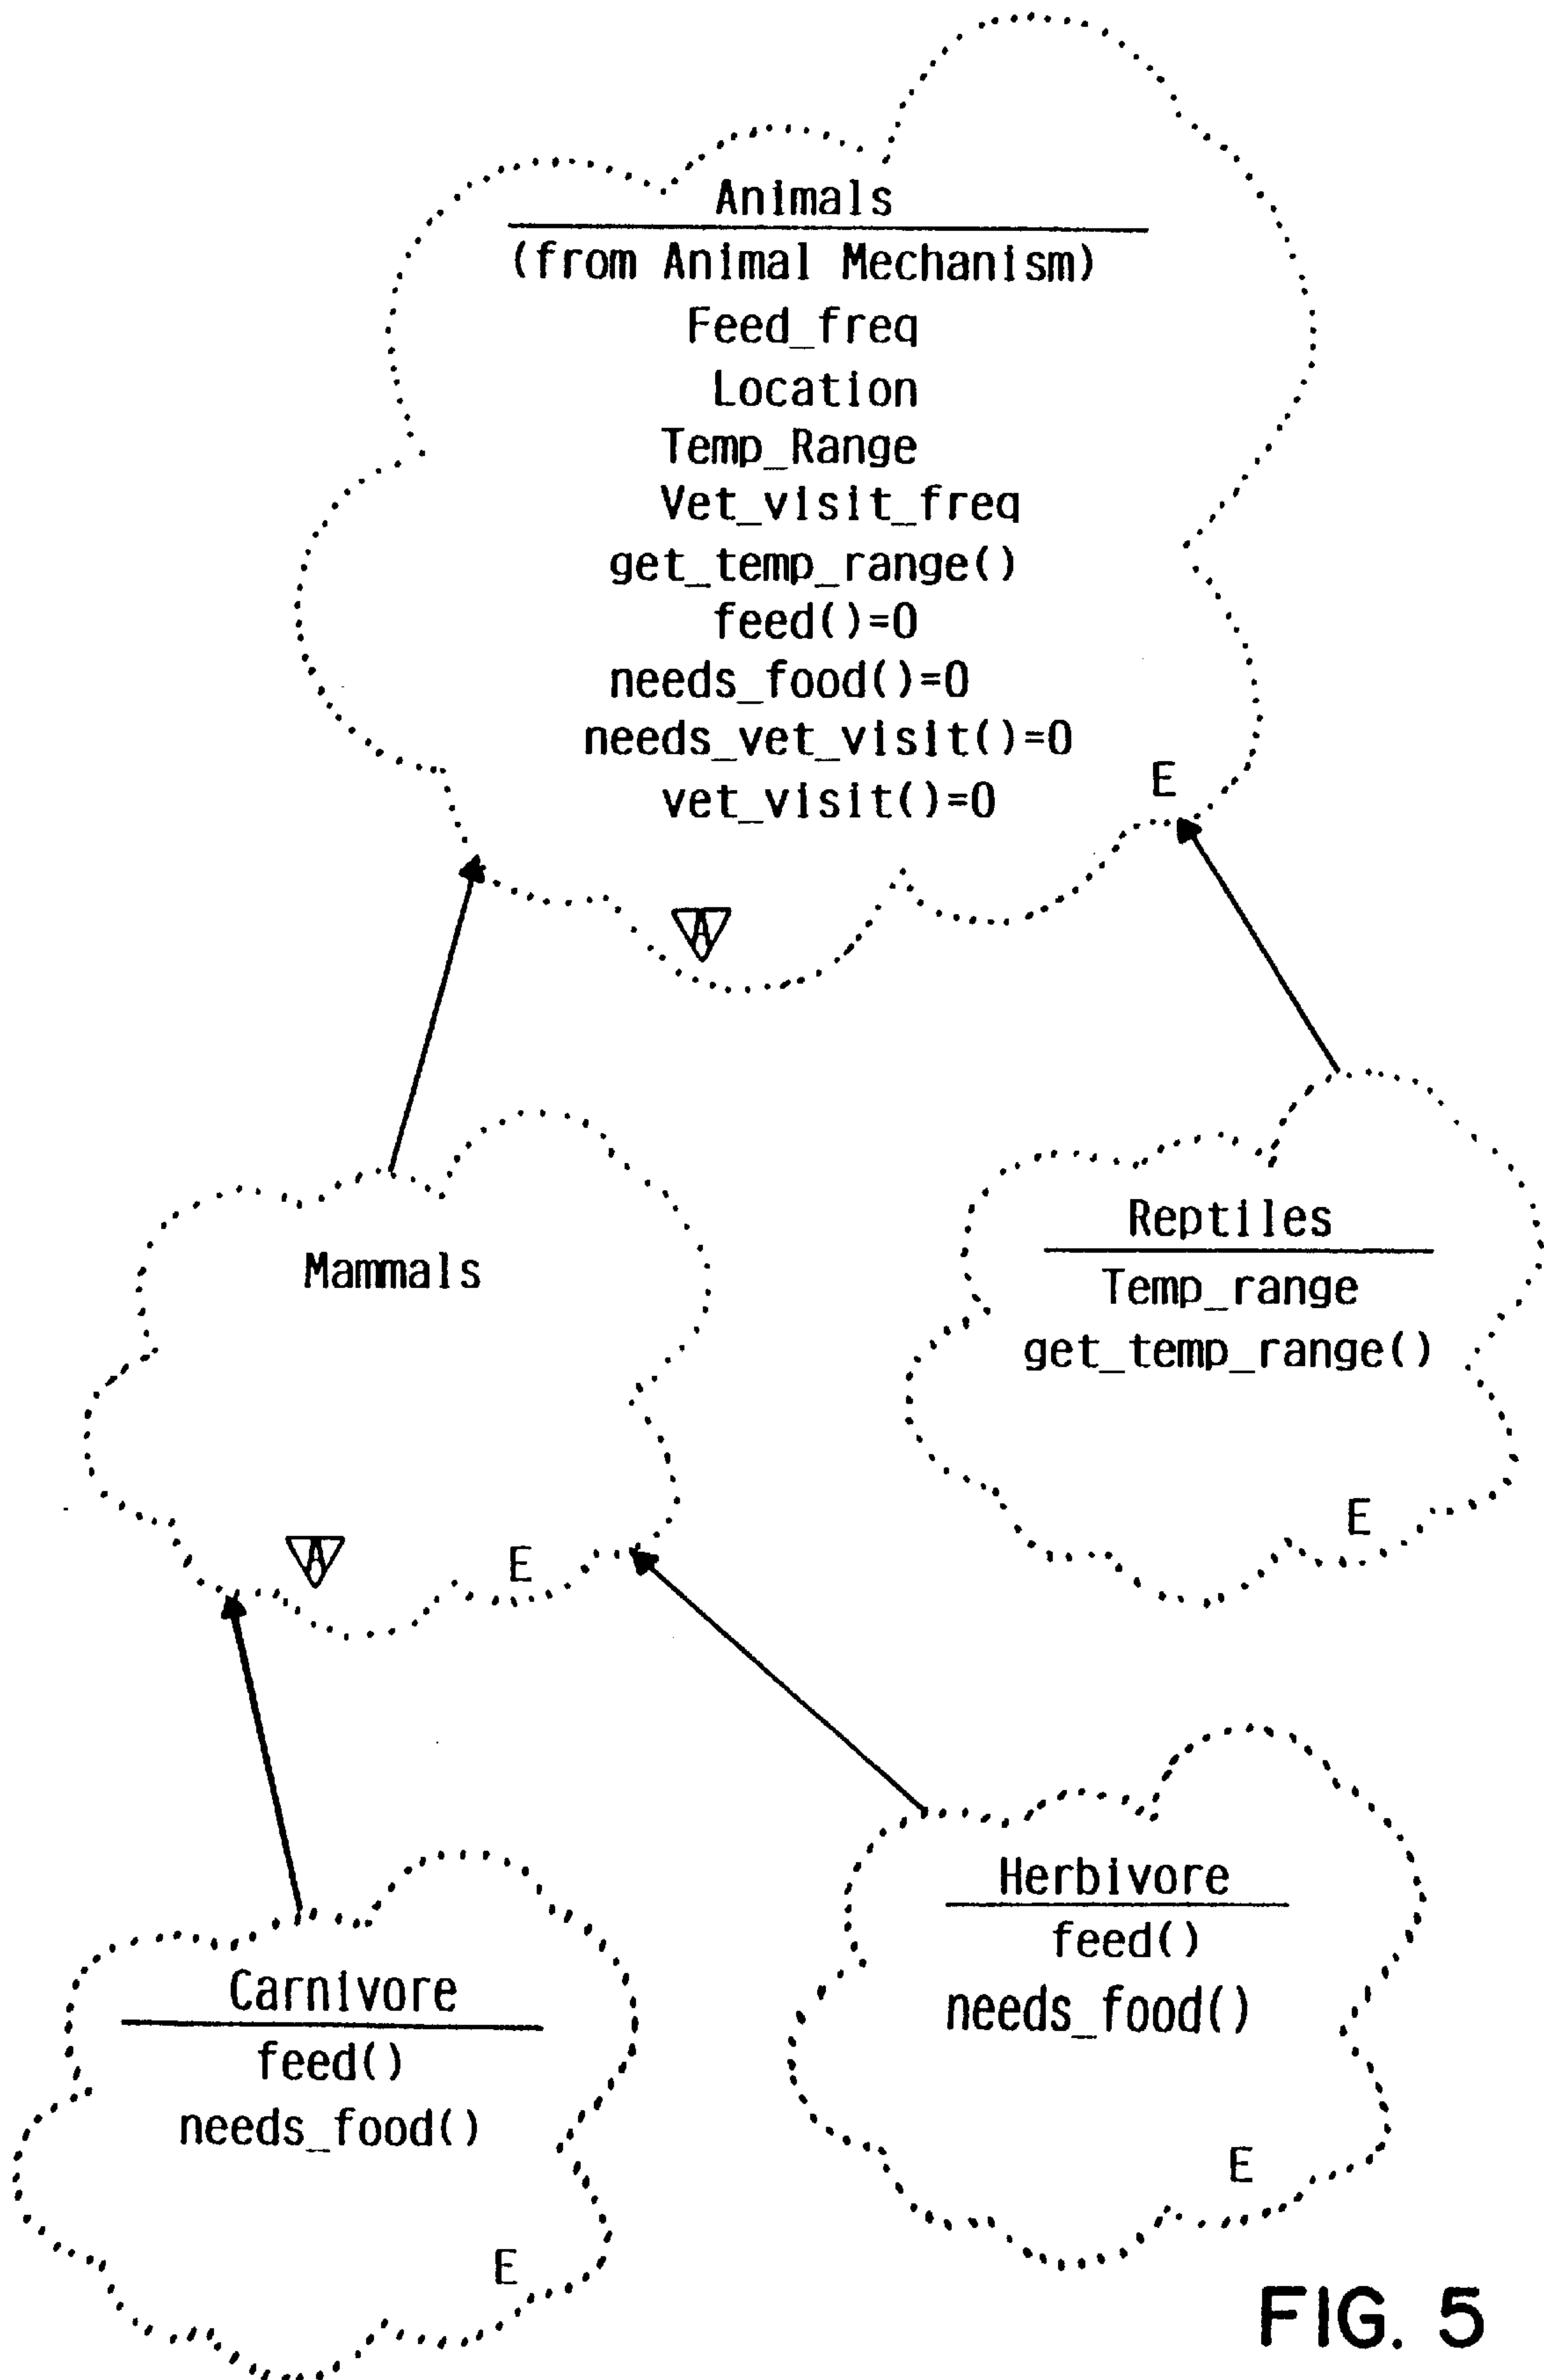 Animals
(from Animal Mechanism)
Feed_freq
Location
Temp_Range
Vet_visit_freq
get_temp_range()
feed()=0
needs_food()=0
needs_vet_visit()=0
vet_visit()=0
E
A
Mammals
A
E
Reptiles
Temp_range
get_temp_range()
E
Carnivore
feed()
needs_food()
E
Herbivore
feed()
needs_food()
E
FIG. 5